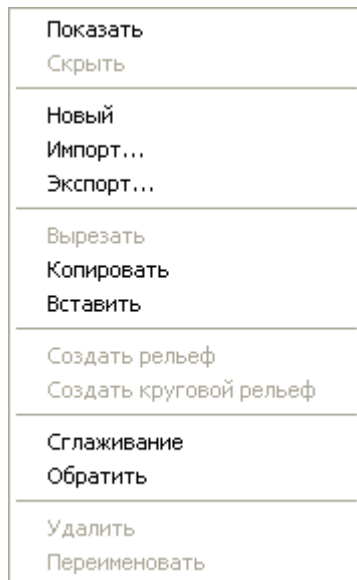 Показать
Скрыть
Новый
Импорт...
Экспорт...
Вырезать
Копировать
Вставить
Создать рельеф
Создать круговой рельеф
Сглаживание
Обратить
Удалить
Переименовать